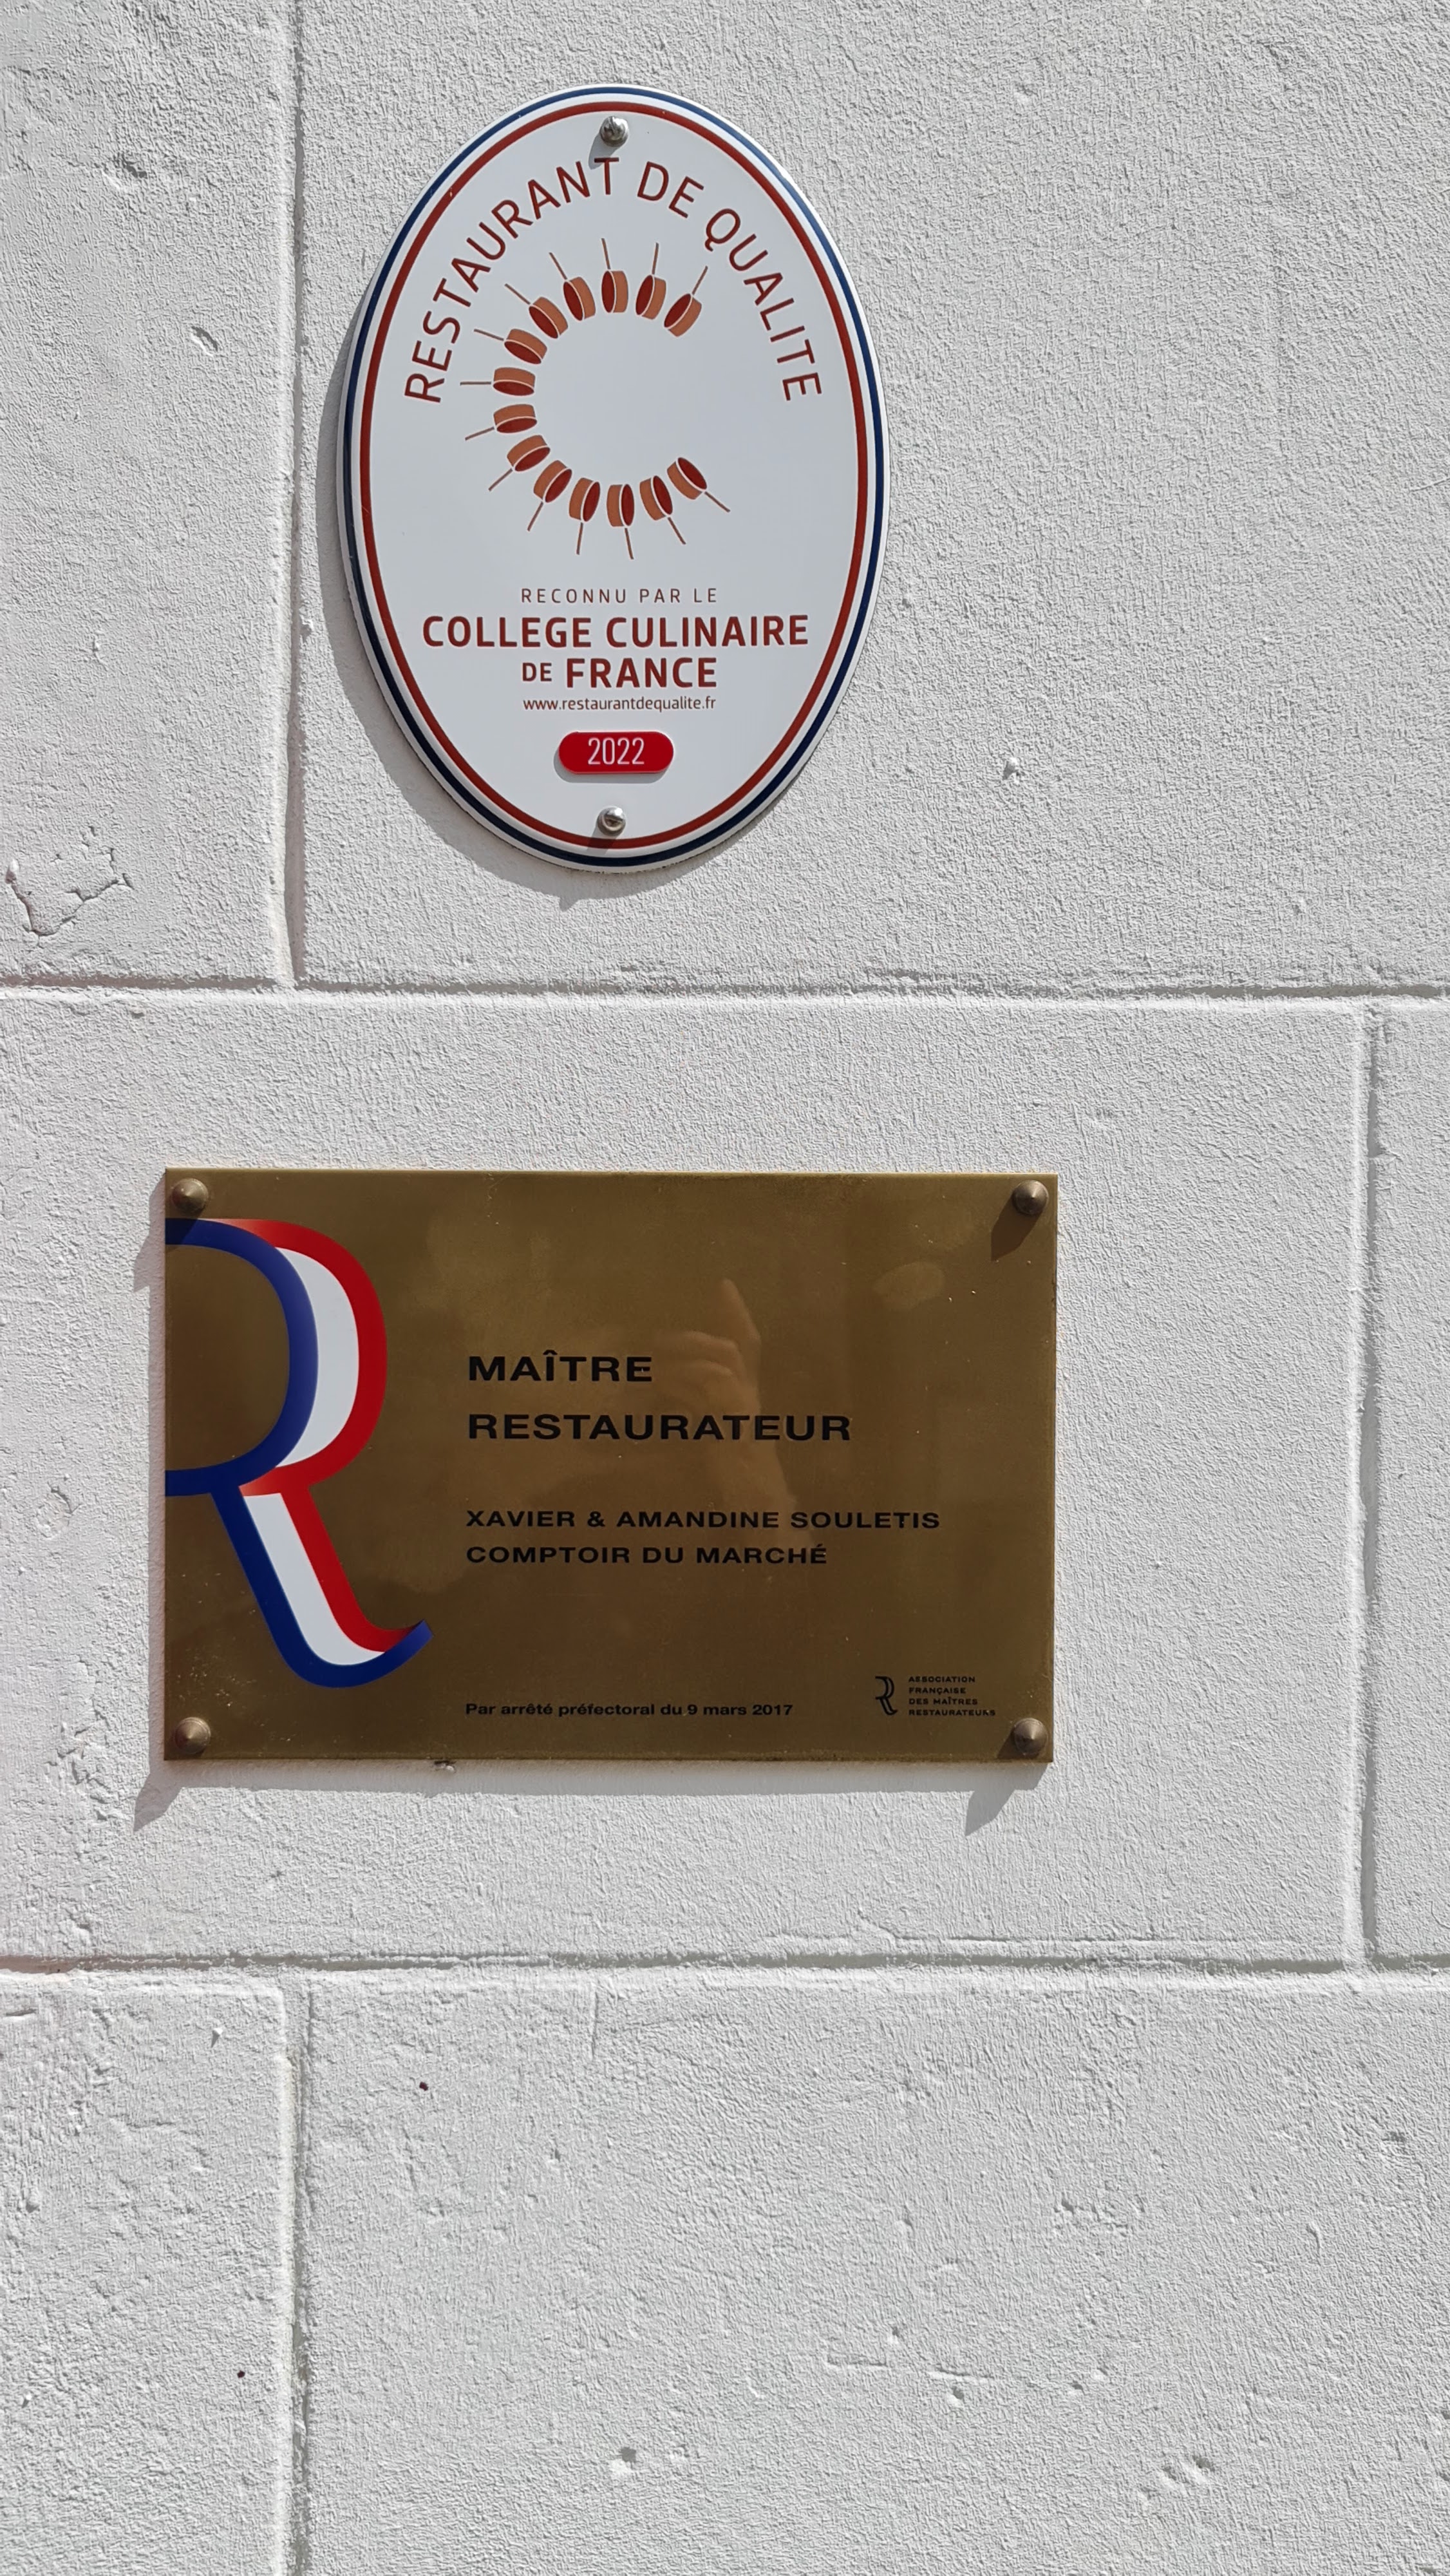 RESTAURANT DE QUALITE
RECONNU PAR LE
COLLEGE CULINAIRE
DE FRANCE
www.restaurantdequalite.fr
2022
MAÎTRE
RESTAURATEUR
XAVIER & AMANDINE SOULETIS
COMPTOIR DU MARCHÉ
Par arrêté préfectoral du 9 mars 2017
ASSOCIATION
FRANÇAISE
DES MAÎTRES
RESTAURATEURS